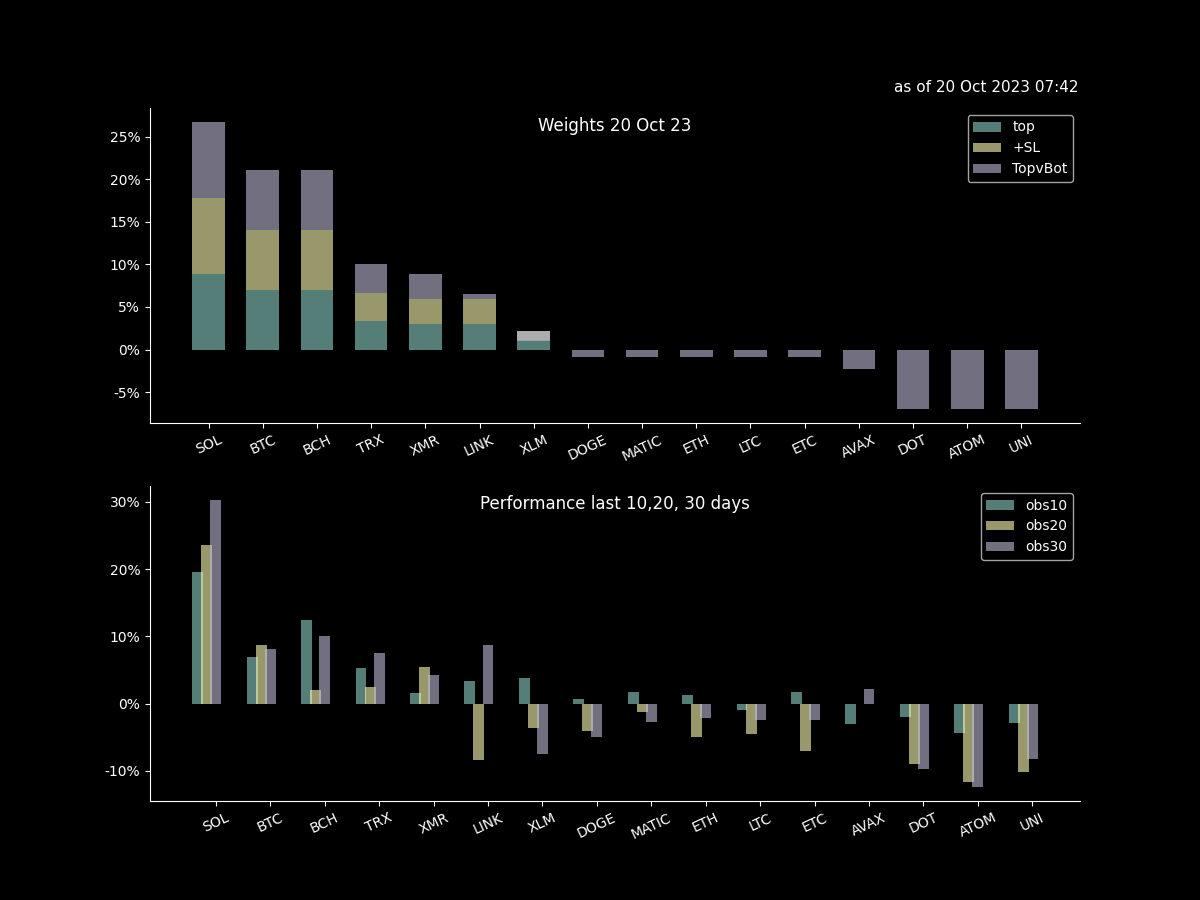 as of 20 Oct 2023 07:42
Weights 20 Oct 23
top
+SL
TopvBot
25%
20%
15%
10%
5%
0%
-5%
SOL BTC BCH TRX XMR LINK XLM DOGE MATIC ETH LTC ETC AVAX DOT ATOM UNI
Performance last 10,20, 30 days
obs10
obs20
obs30
30%
20%
10%
0%
-10%
SOL BTC BCH TRX XMR LINK XLM DOGE MATIC ETH LTC ETC AVAX DOT ATOM UNI